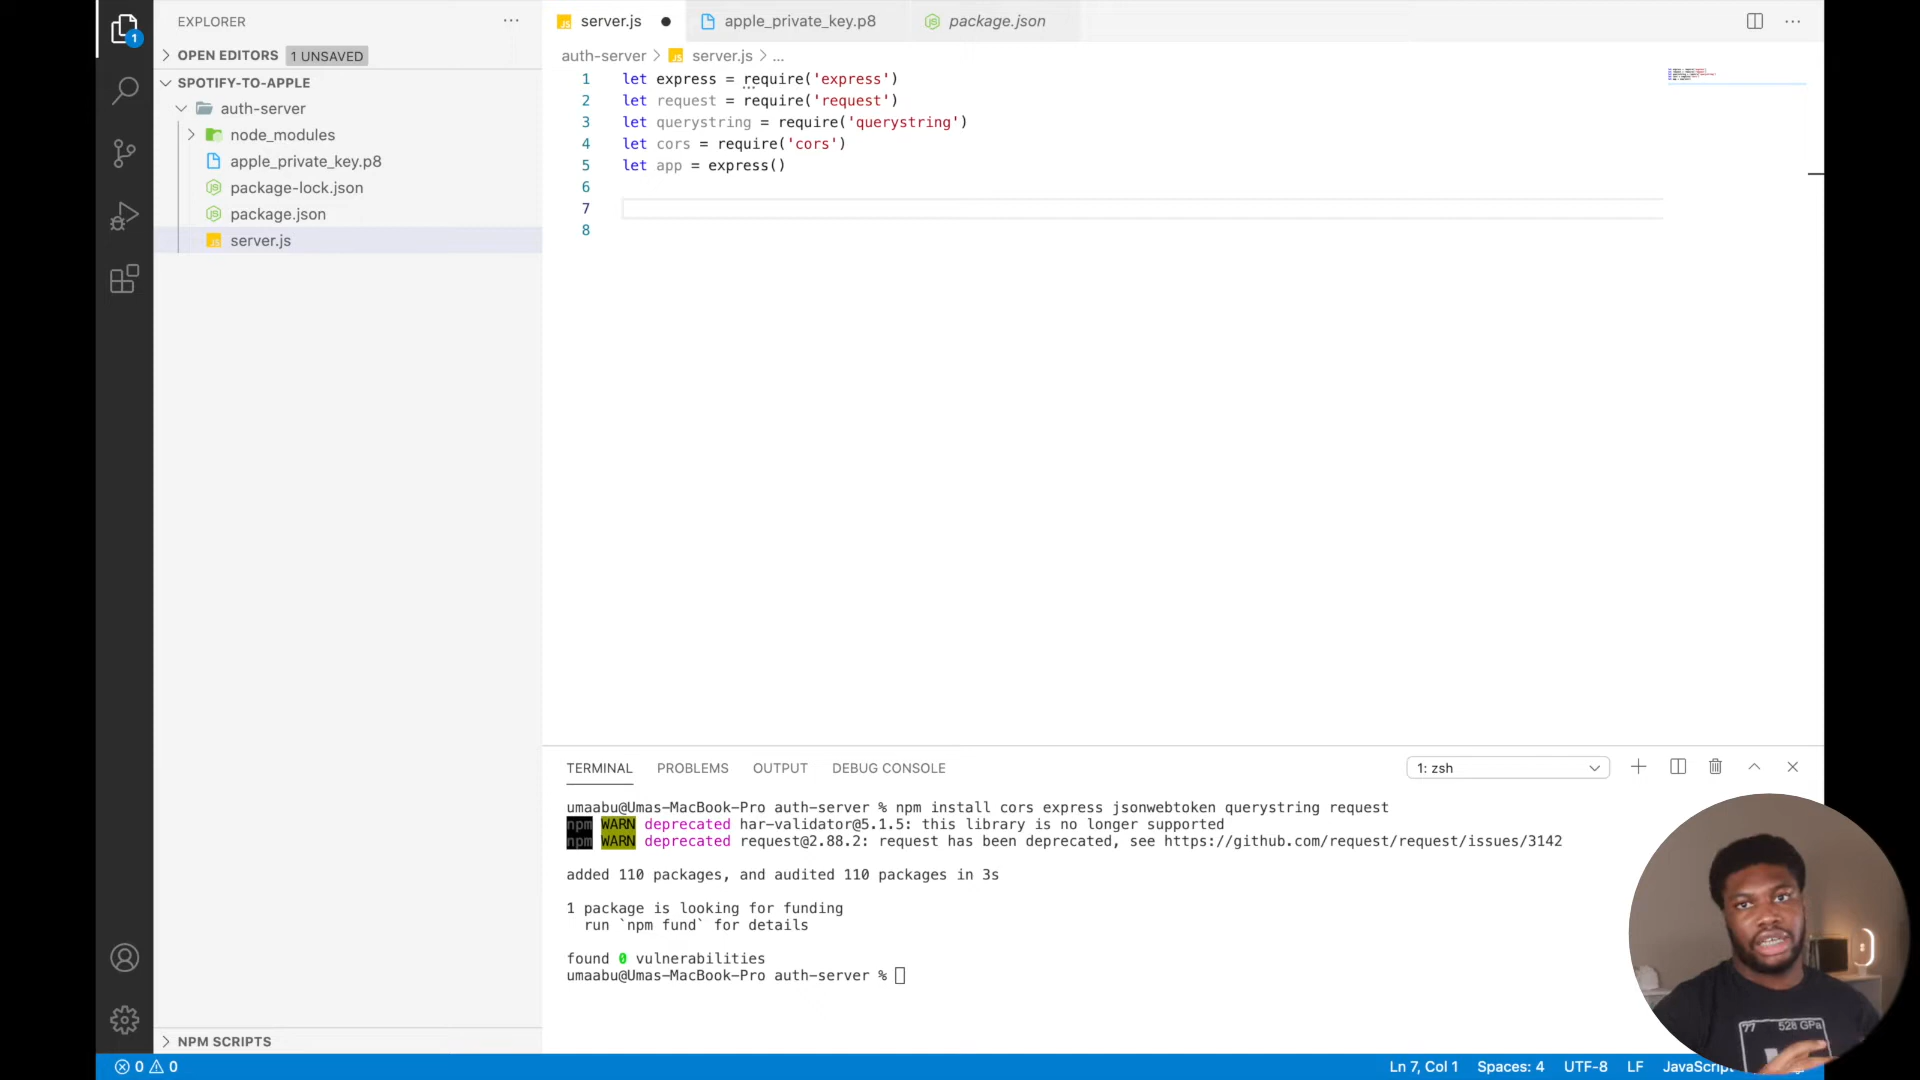 1
EXPLORER
OPEN EDITORS 1 UNSAVED
SPOTIFY-TO-APPLE
auth-server
node_modules
apple_private_key.p8
package-lock.json
package.json
JS server.js
NPM SCRIPTS
JS server.js
apple_private_key.p8
package.json
auth-server > JS server.js > ...
1 let express = require('express')
2 let request = require('request')
3 let querystring = require('querystring')
4 let cors = require('cors')
5 let app = express()
6
7
8
TERMINAL PROBLEMS OUTPUT DEBUG CONSOLE
1: zsh
umaabu@Umas-MacBook-Pro auth-server % npm install cors express jsonwebtoken querystring request
npm WARN deprecated har-validator@5.1.5: this library is no longer supported
npm WARN deprecated request@2.88.2: request has been deprecated, see https://github.com/request/request/issues/3142
added 110 packages, and audited 110 packages in 3s
1 package is looking for funding
run `npm fund` for details
found 0 vulnerabilities
umaabu@Umas-MacBook-Pro auth-server %
77 528 GPa
0 0
Ln 7, Col 1 Spaces: 4 UTF-8 LF JavaScript